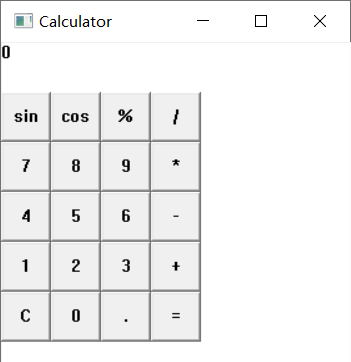 Calculator
0
sin cos % /
7 8 9 *
4 5 6 -
1 2 3 +
C 0 . =